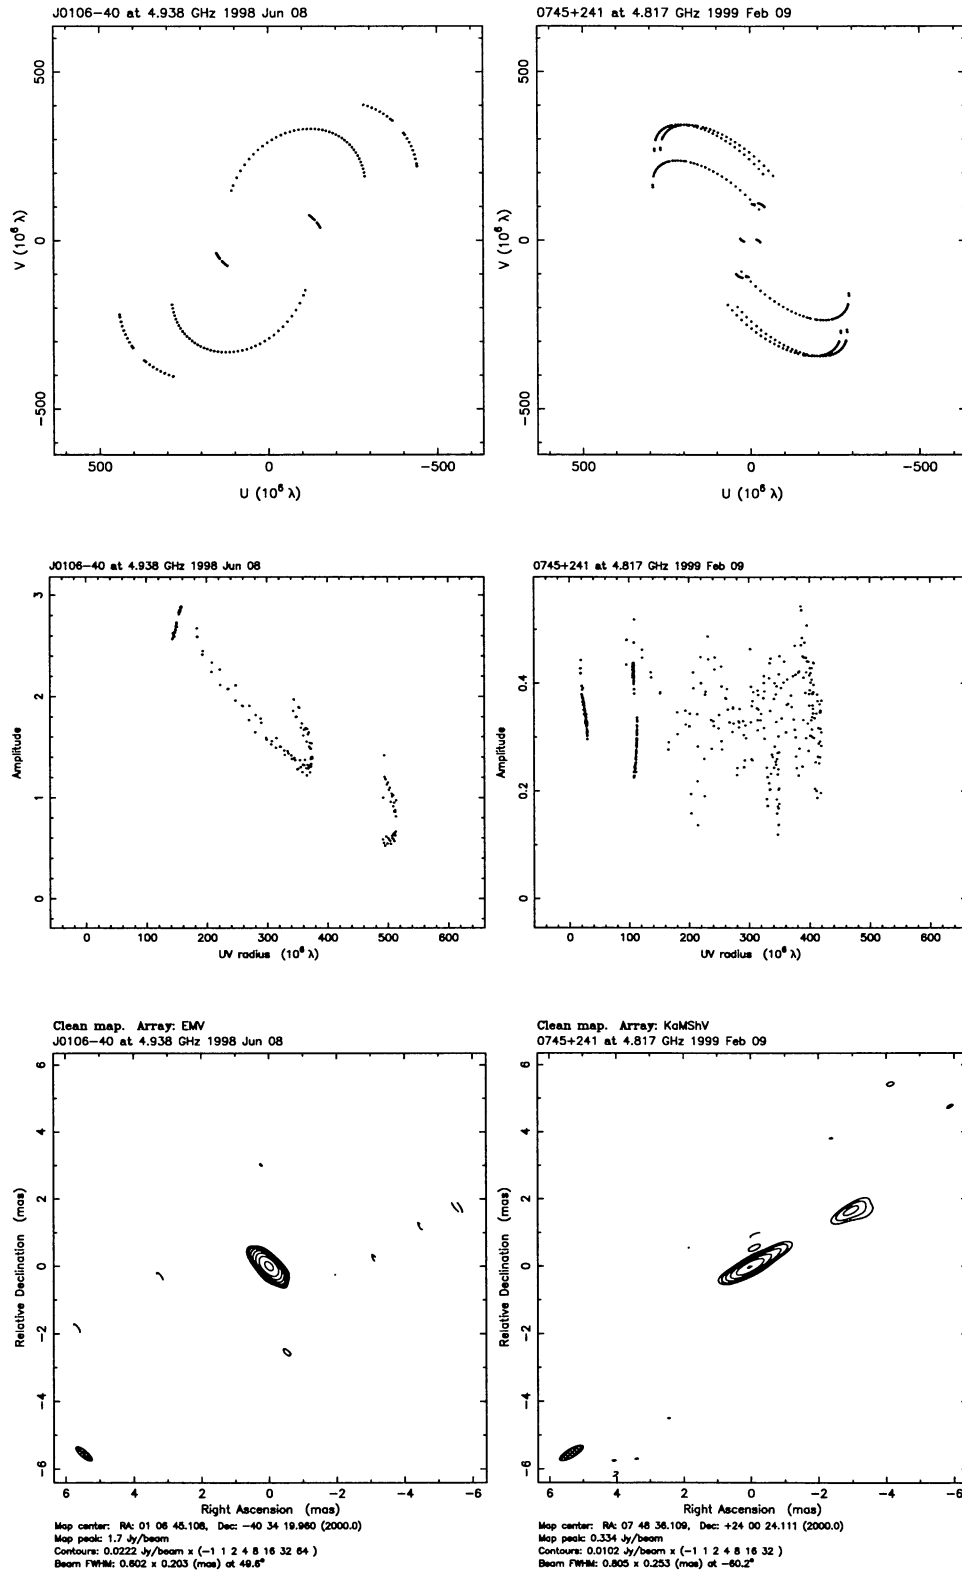 J0106−40 at 4.938 GHz 1998 Jun 08
500
0
−500
V (10⁶ λ)
500 0 −500
U (10⁶ λ)
0745+241 at 4.817 GHz 1999 Feb 09
500
0
−500
V (10⁶ λ)
500 0 −500
U (10⁶ λ)
J0106−40 at 4.938 GHz 1998 Jun 08
3
2
1
0
Amplitude
0 100 200 300 400 500 600
UV radius (10⁶ λ)
0745+241 at 4.817 GHz 1999 Feb 09
0.4
0.2
0
Amplitude
0 100 200 300 400 500 600
UV radius (10⁶ λ)
Clean map. Array: EMV
J0106−40 at 4.938 GHz 1998 Jun 08
6
4
2
0
−2
−4
−6
Relative Declination (mas)
6 4 2 0 −2 −4 −6
Right Ascension (mas)
Map center: RA: 01 06 45.108, Dec: −40 34 19.960 (2000.0)
Map peak: 1.7 Jy/beam
Contours: 0.0222 Jy/beam x (−1 1 2 4 8 16 32 64 )
Beam FWHM: 0.602 x 0.203 (mas) at 49.6°
Clean map. Array: KaMShV
0745+241 at 4.817 GHz 1999 Feb 09
6
4
2
0
−2
−4
−6
Relative Declination (mas)
6 4 2 0 −2 −4 −6
Right Ascension (mas)
Map center: RA: 07 48 36.109, Dec: +24 00 24.111 (2000.0)
Map peak: 0.334 Jy/beam
Contours: 0.0102 Jy/beam x (−1 1 2 4 8 16 32 )
Beam FWHM: 0.805 x 0.253 (mas) at −60.2°